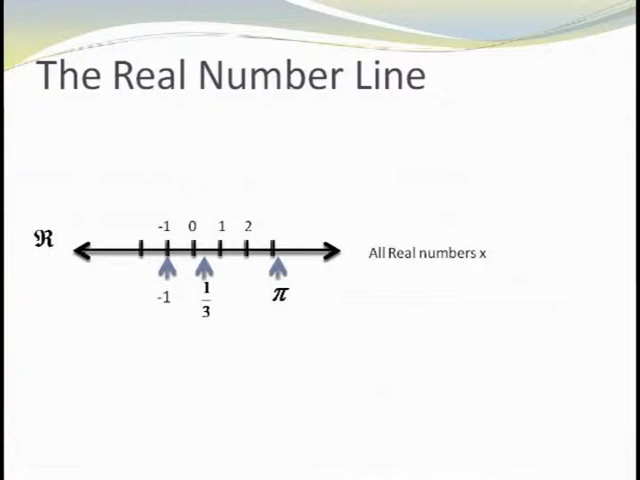 The Real Number Line
-1 0 1 2
ℜ
All Real numbers x
-1
1
3
π